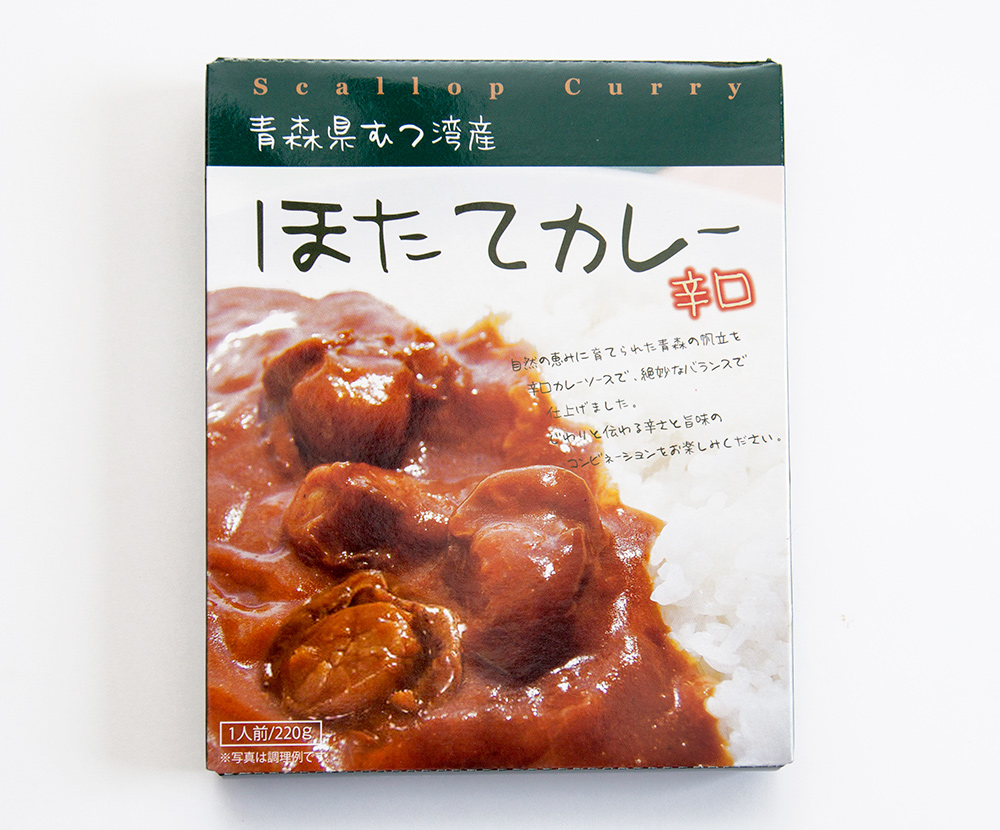 Scallop Curry
青森県むつ湾産
ほたてカレー
辛口
自然の恵みに育てられた青森の帆立を
辛口カレーソースで、絶妙なバランスで
仕上げました。
じわりと伝わる辛さと旨味の
コンビネーションをお楽しみください。
1人前/220g
※写真は調理例です